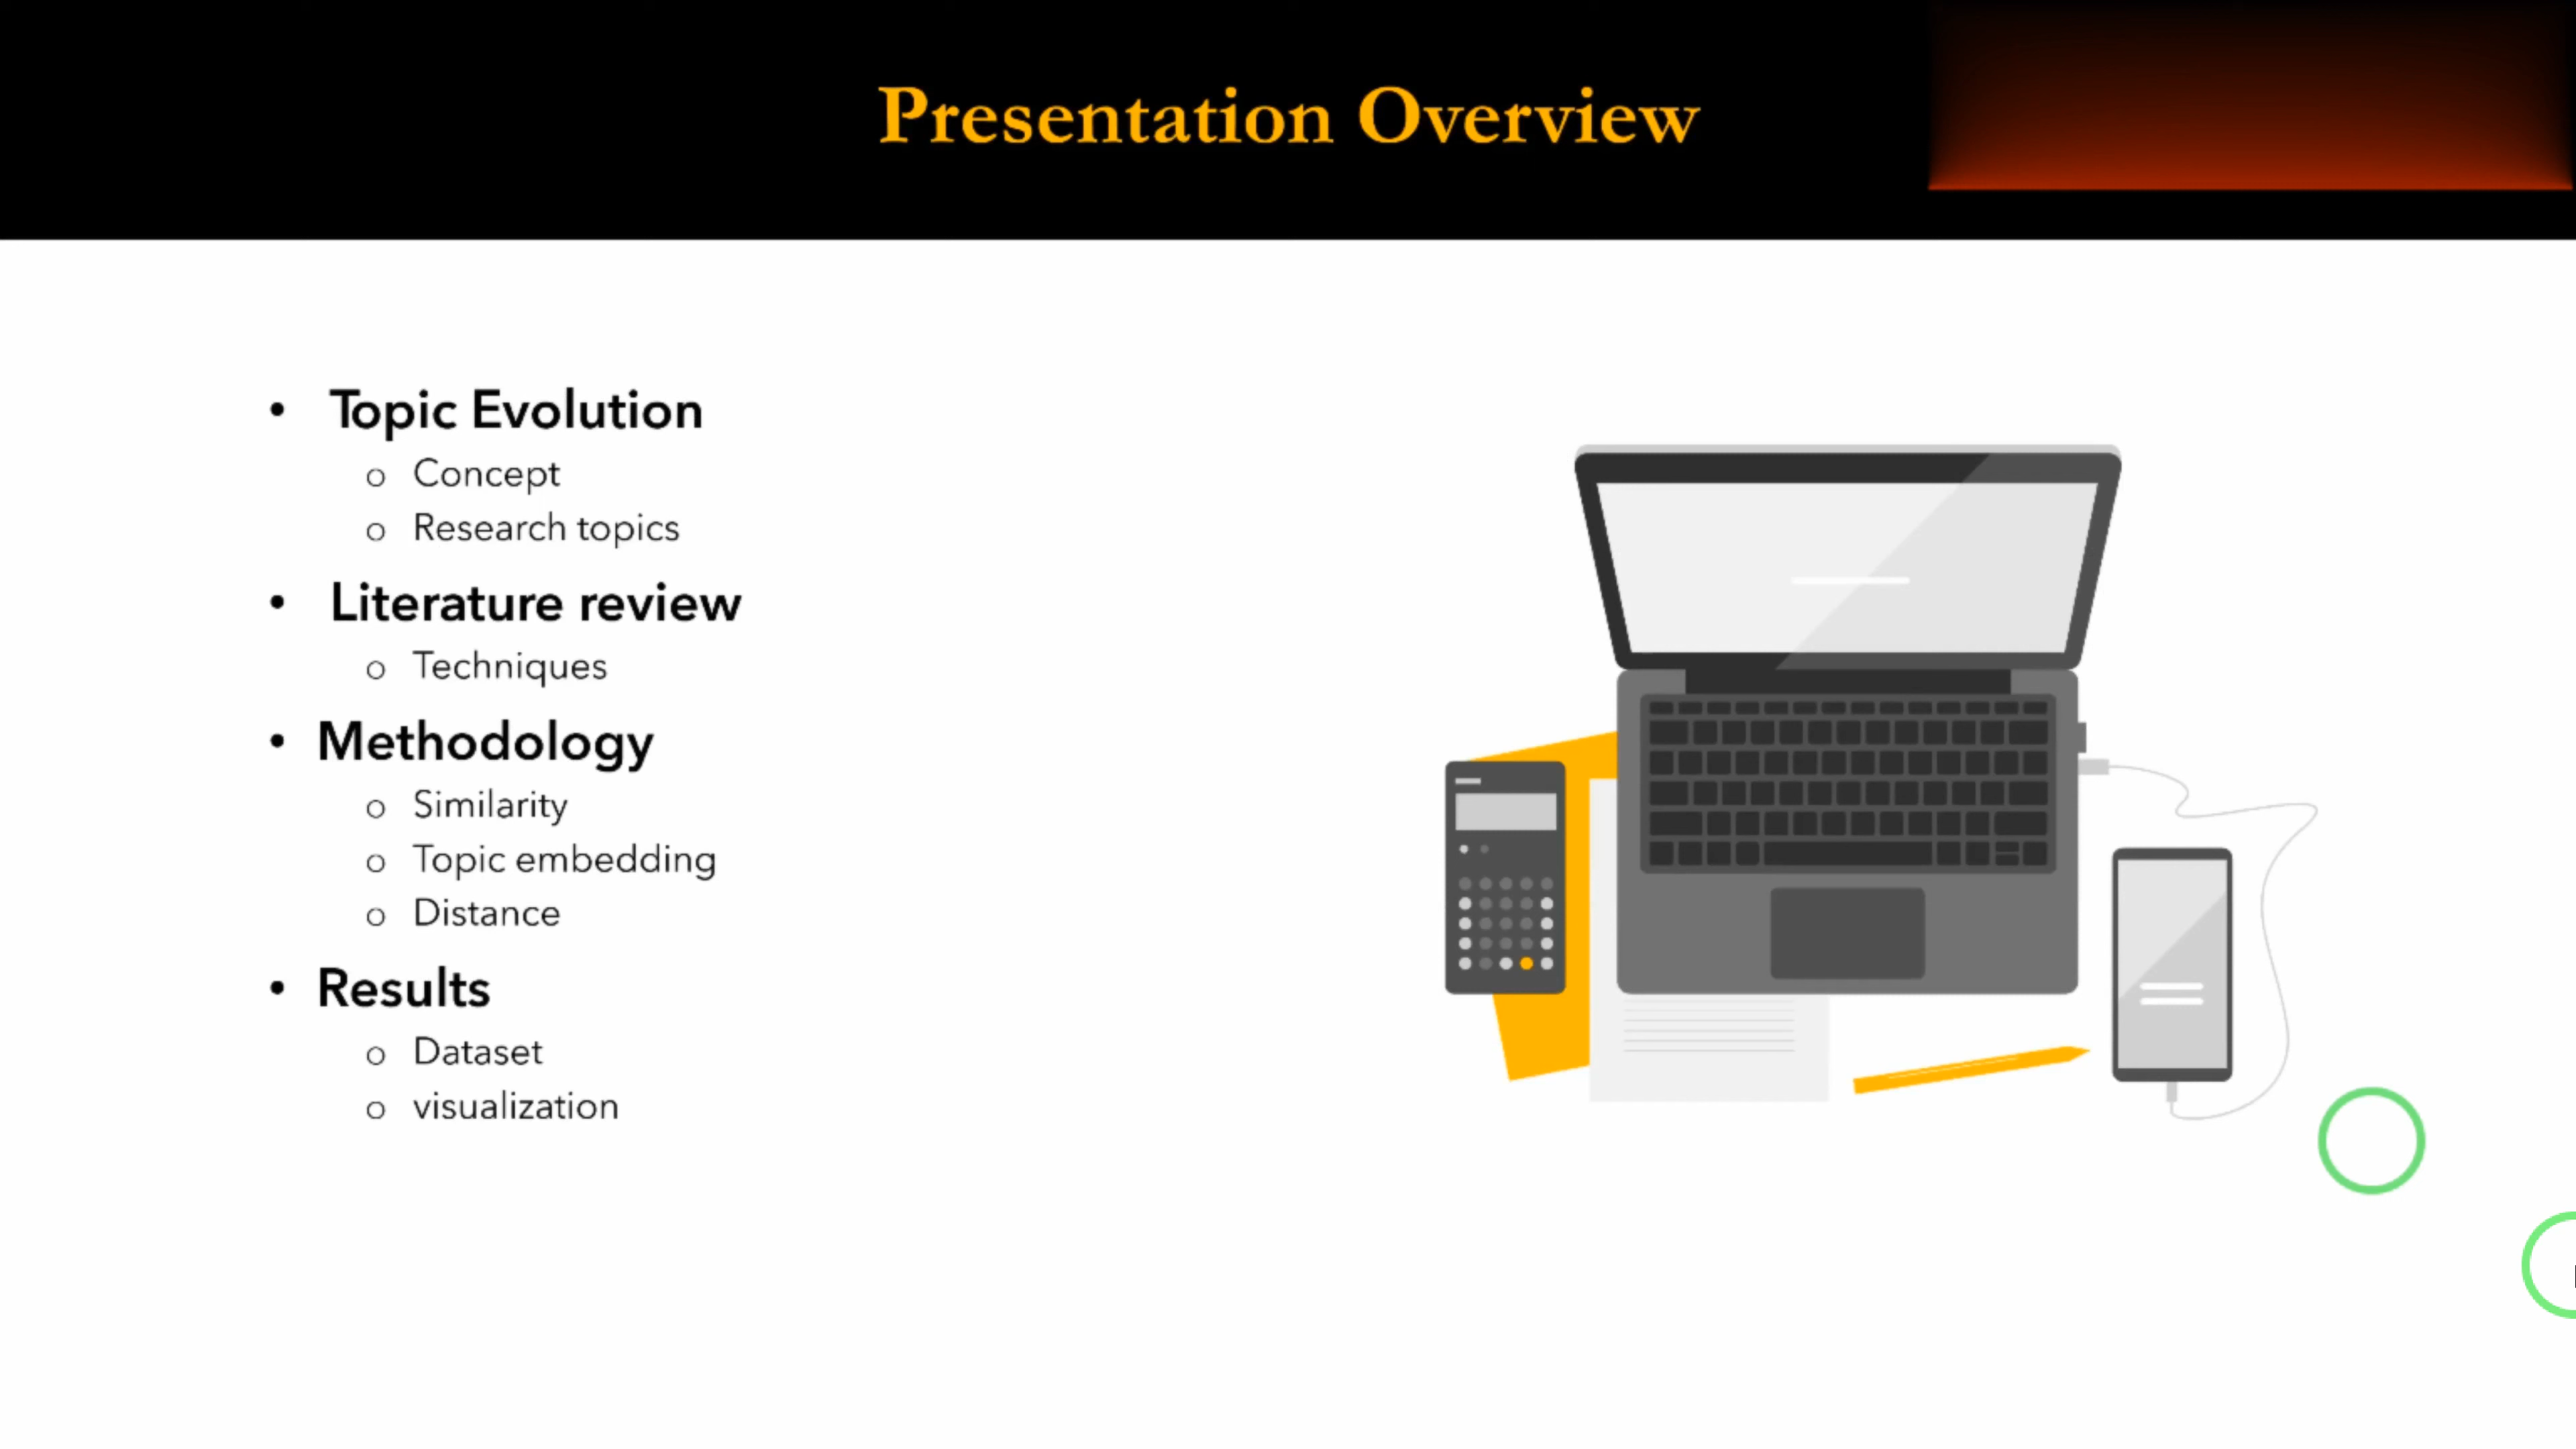 Presentation Overview
• Topic Evolution
o Concept
o Research topics
• Literature review
o Techniques
• Methodology
o Similarity
o Topic embedding
o Distance
• Results
o Dataset
o visualization